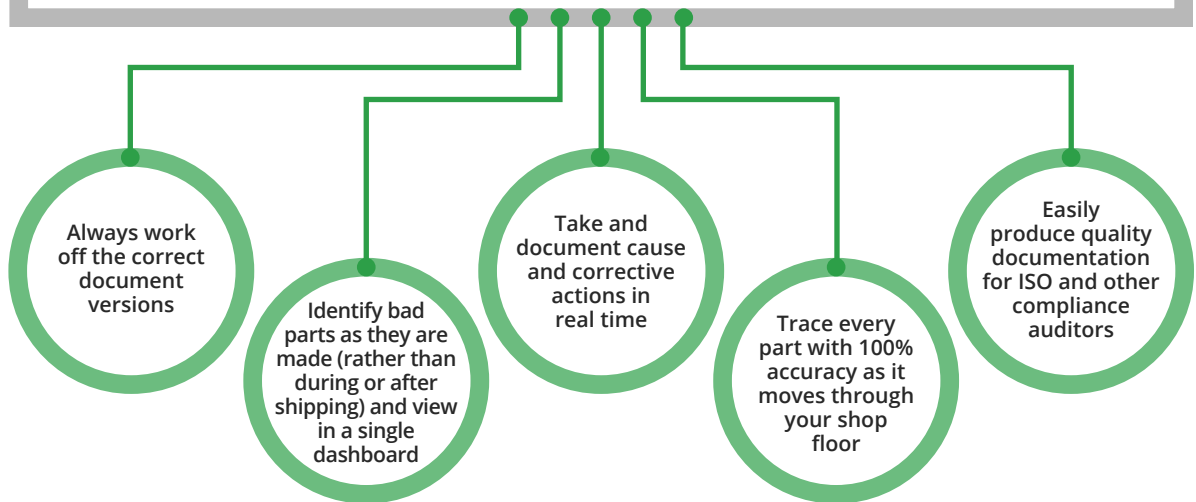 Always work
off the correct
document
versions
Identify bad
parts as they are
made (rather than
during or after
shipping) and view
in a single
dashboard
Take and
document cause
and corrective
actions in
real time
Trace every
part with 100%
accuracy as it
moves through
your shop
floor
Easily
produce quality
documentation
for ISO and other
compliance
auditors